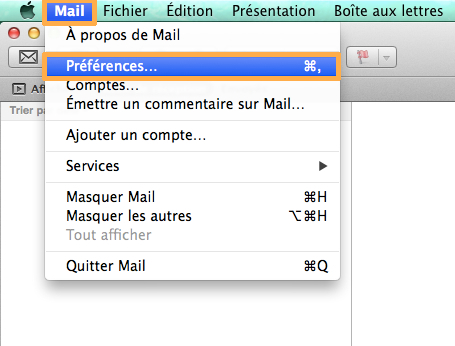 Mail Fichier Édition Présentation Boîte aux lettres
À propos de Mail
Préférences... ⌘,
Comptes...
Émettre un commentaire sur Mail...
Ajouter un compte...
Services
Masquer Mail ⌘H
Masquer les autres ⌥⌘H
Tout afficher
Quitter Mail ⌘Q
Af
Trier pa